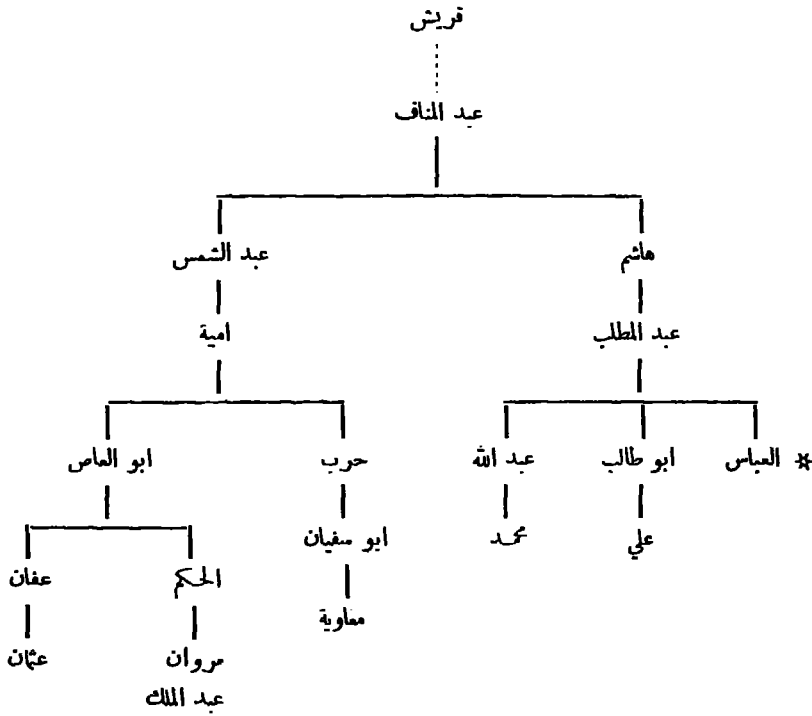 قريش
عبد المناف
هاشم
عبد الشمس
عبد المطلب
امية
* العباس
ابو طالب
عبد الله
حرب
ابو العاص
علي
محمد
ابو سفيان
الحكم
عفان
معاوية
مروان
عثمان
عبد الملك